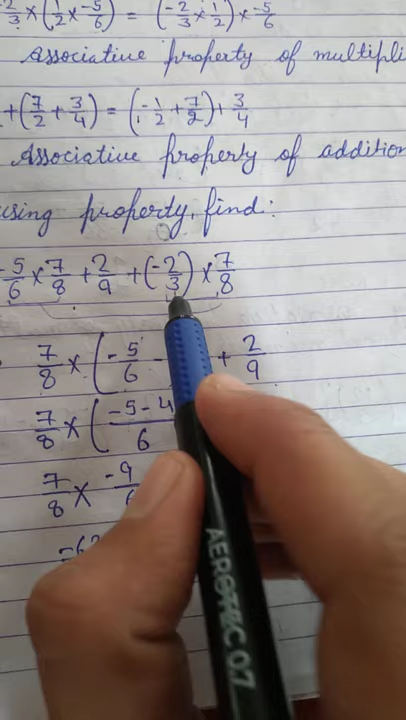 -2/3 × (1/2 × -5/6) = (-2/3 × 1/2) × -5/6
Associative property of multipli
+ (7/2 + 3/4) = (-1/2 + 7/2) + 3/4
Associative property of addition
using property, find:
-5/6 × 7/8 + 2/9 + (-2/3) × 7/8
7/8 × (-5/6 - + 2/9
7/8 × (-5-4/6
7/8 × -9/6
AEROTEC 0.7